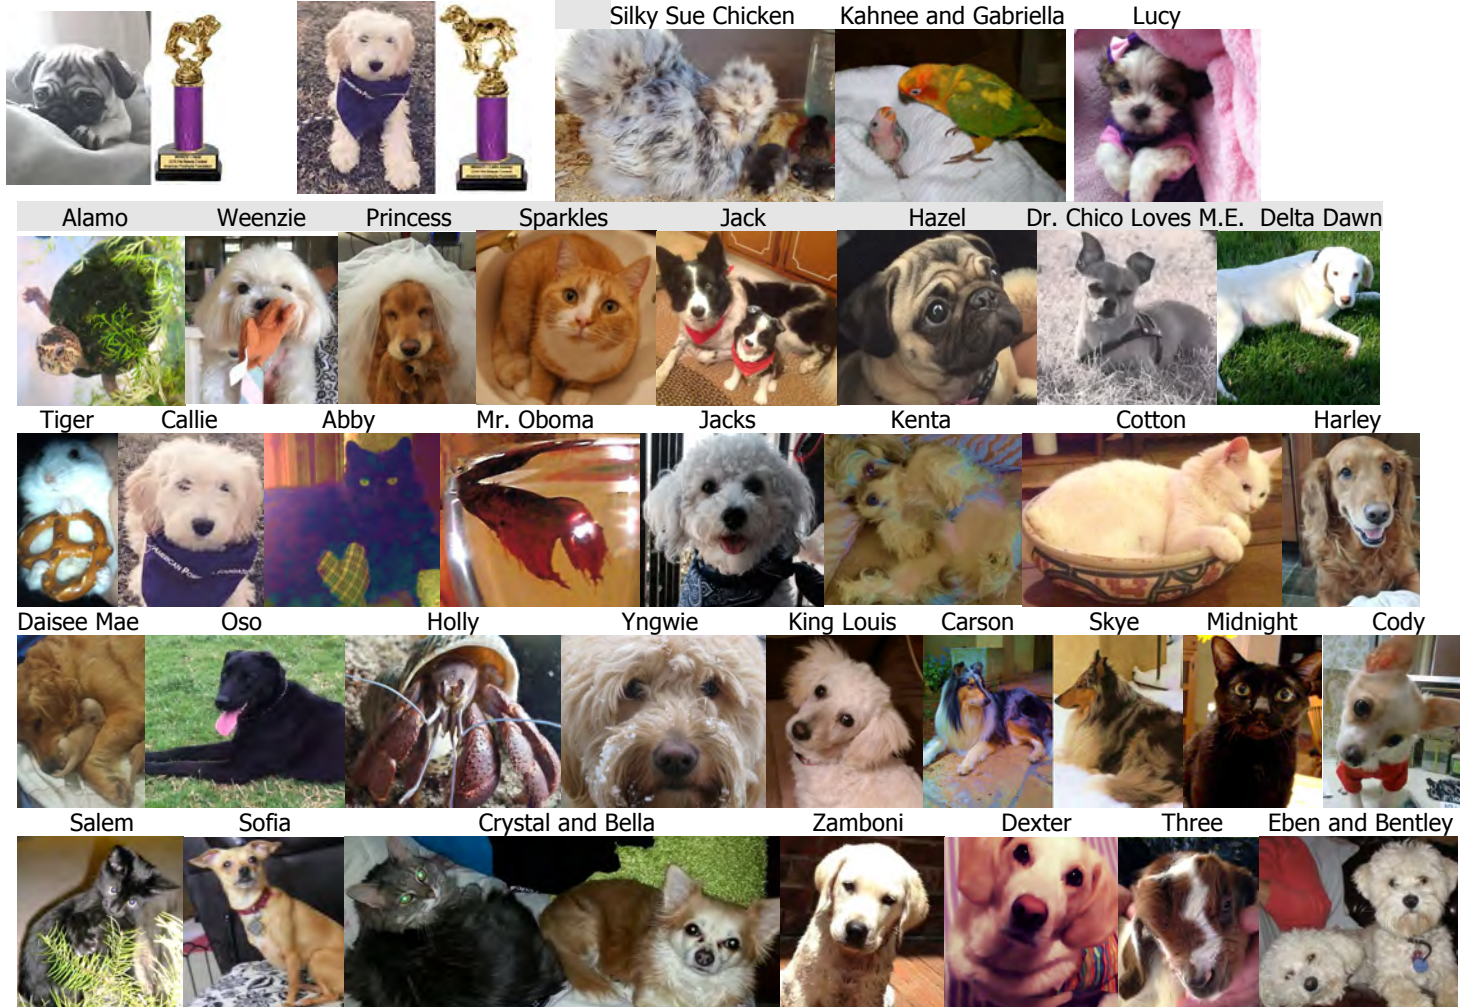 Silky Sue Chicken Kahnee and Gabriella Lucy
Alamo Weenzie Princess Sparkles Jack Hazel Dr. Chico Loves M.E. Delta Dawn
Tiger Callie Abby Mr. Oboma Jacks Kenta Cotton Harley
AMERICAN
FOUNDATION
Daisee Mae Oso Holly Yngwie King Louis Carson Skye Midnight Cody
Salem Sofia Crystal and Bella Zamboni Dexter Three Eben and Bentley